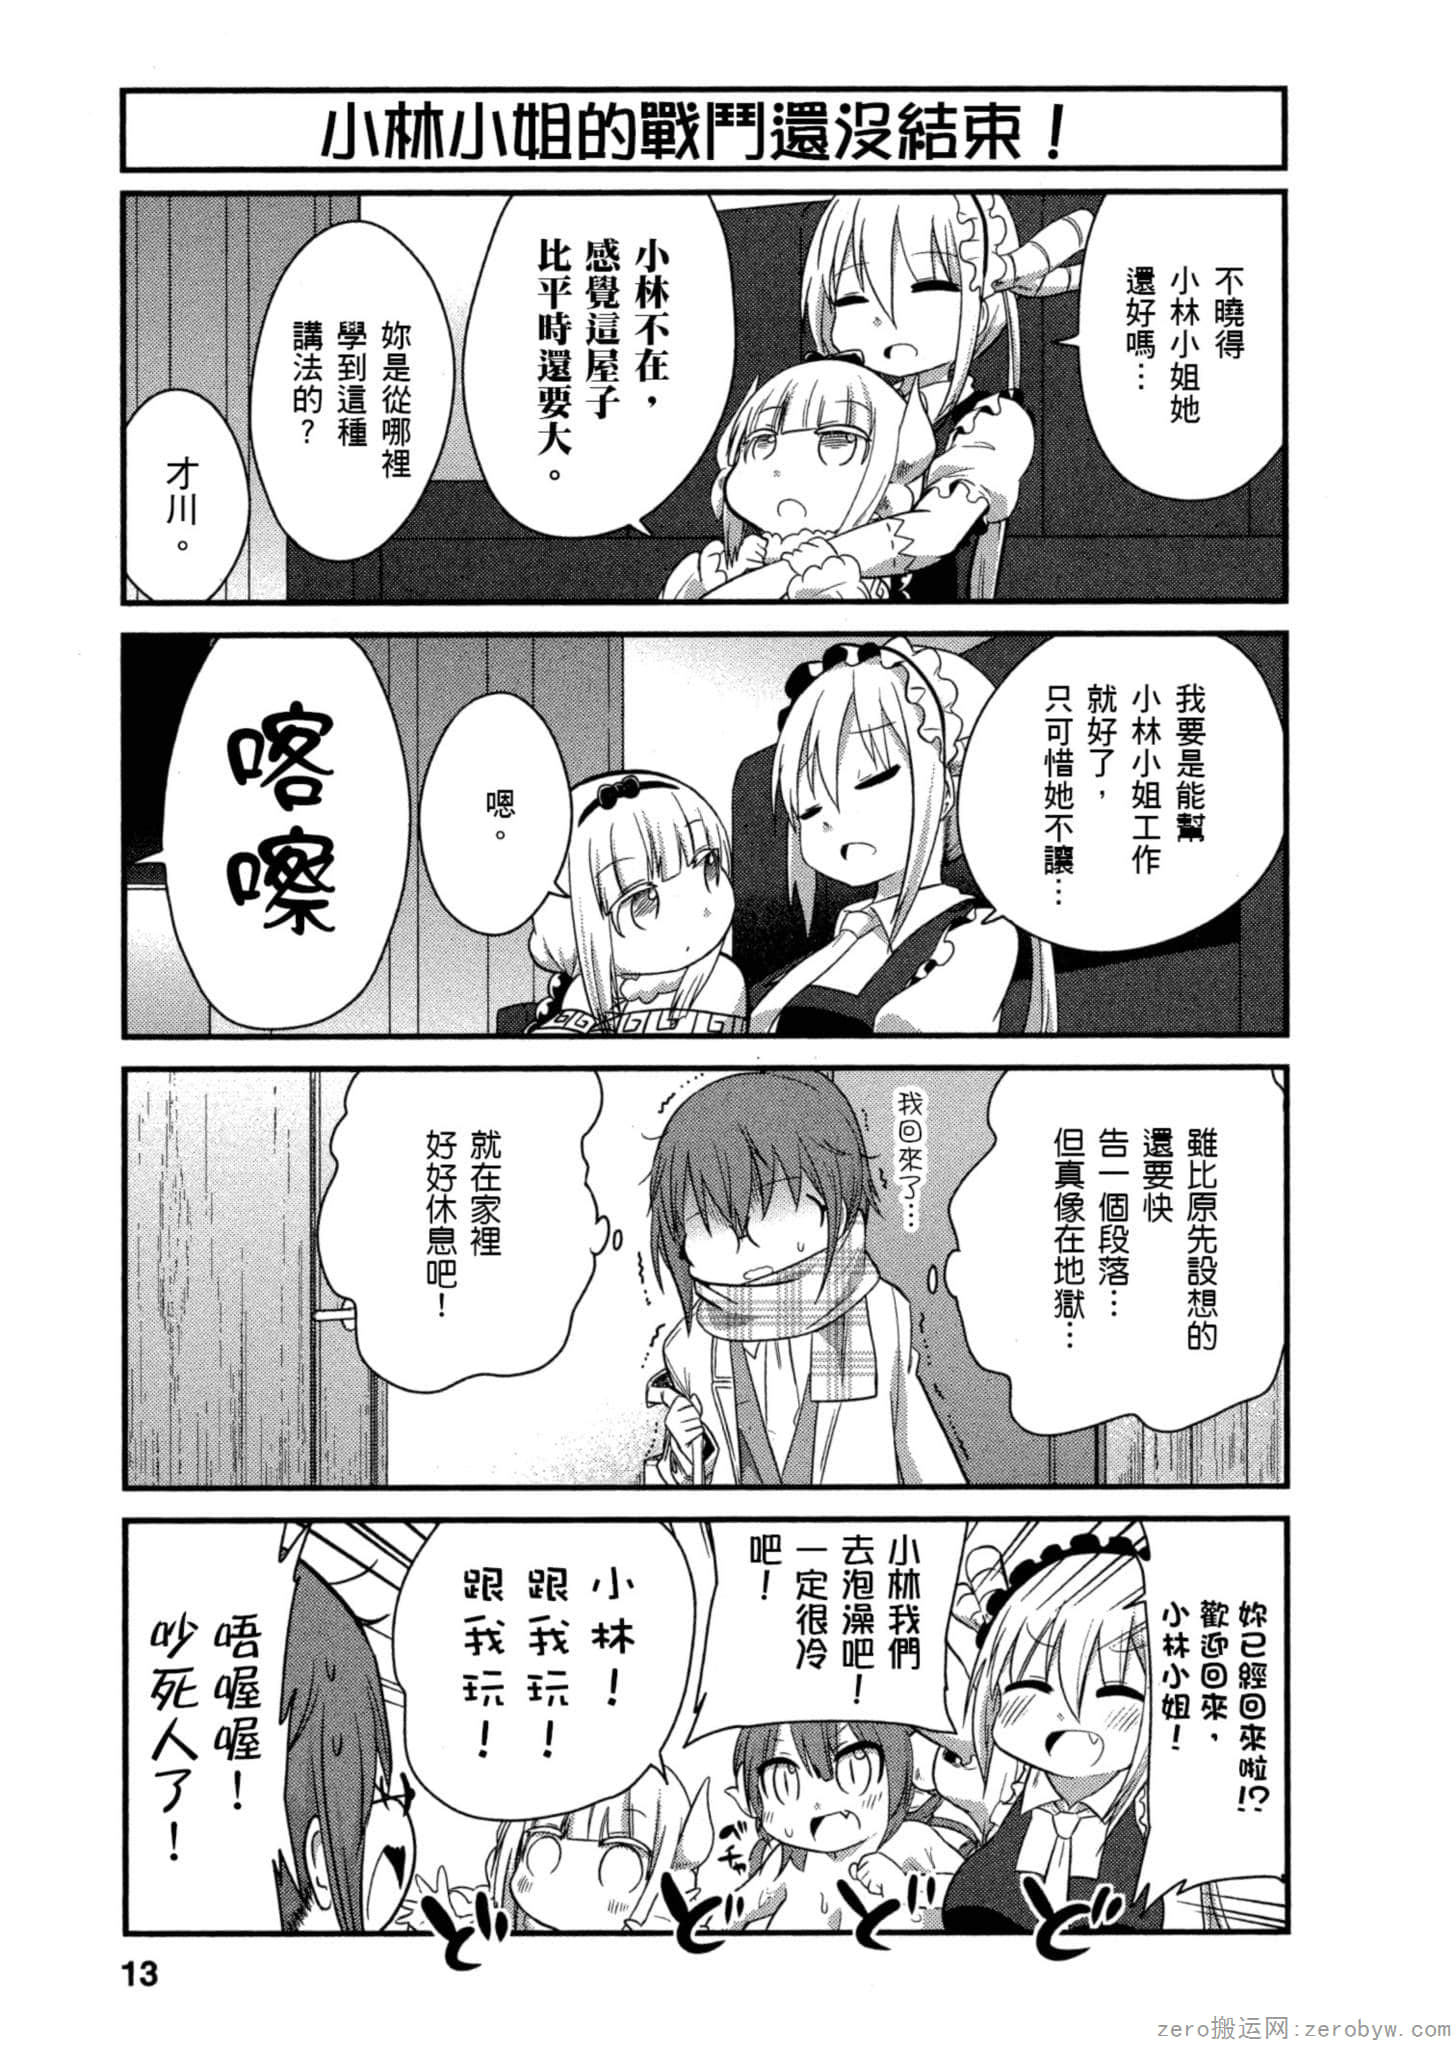 小林小姐的戰鬥還沒結束！
不曉得
小林小姐她
還好嗎…
小林不在，
感覺這屋子
比平時還要大。
妳是從哪裡
學到這種
講法的？
才川。
我要是能幫
小林小姐工作
就好了，
只可惜她不讓…
嗯。
喀嚓
雖比原先設想的
還要快
告一個段落…
但真像在地獄…
我回來了…
就在家裡
好好休息吧！
妳已經回來啦!?
歡迎回來，
小林小姐！
小林我們
去泡澡吧！
一定很冷
吧！
ベチャ
小林！
跟我玩！
跟我玩！
唔喔喔！
吵死人了！
ど
ど
ど
ど
13
zero搬运网:zerobyw.com